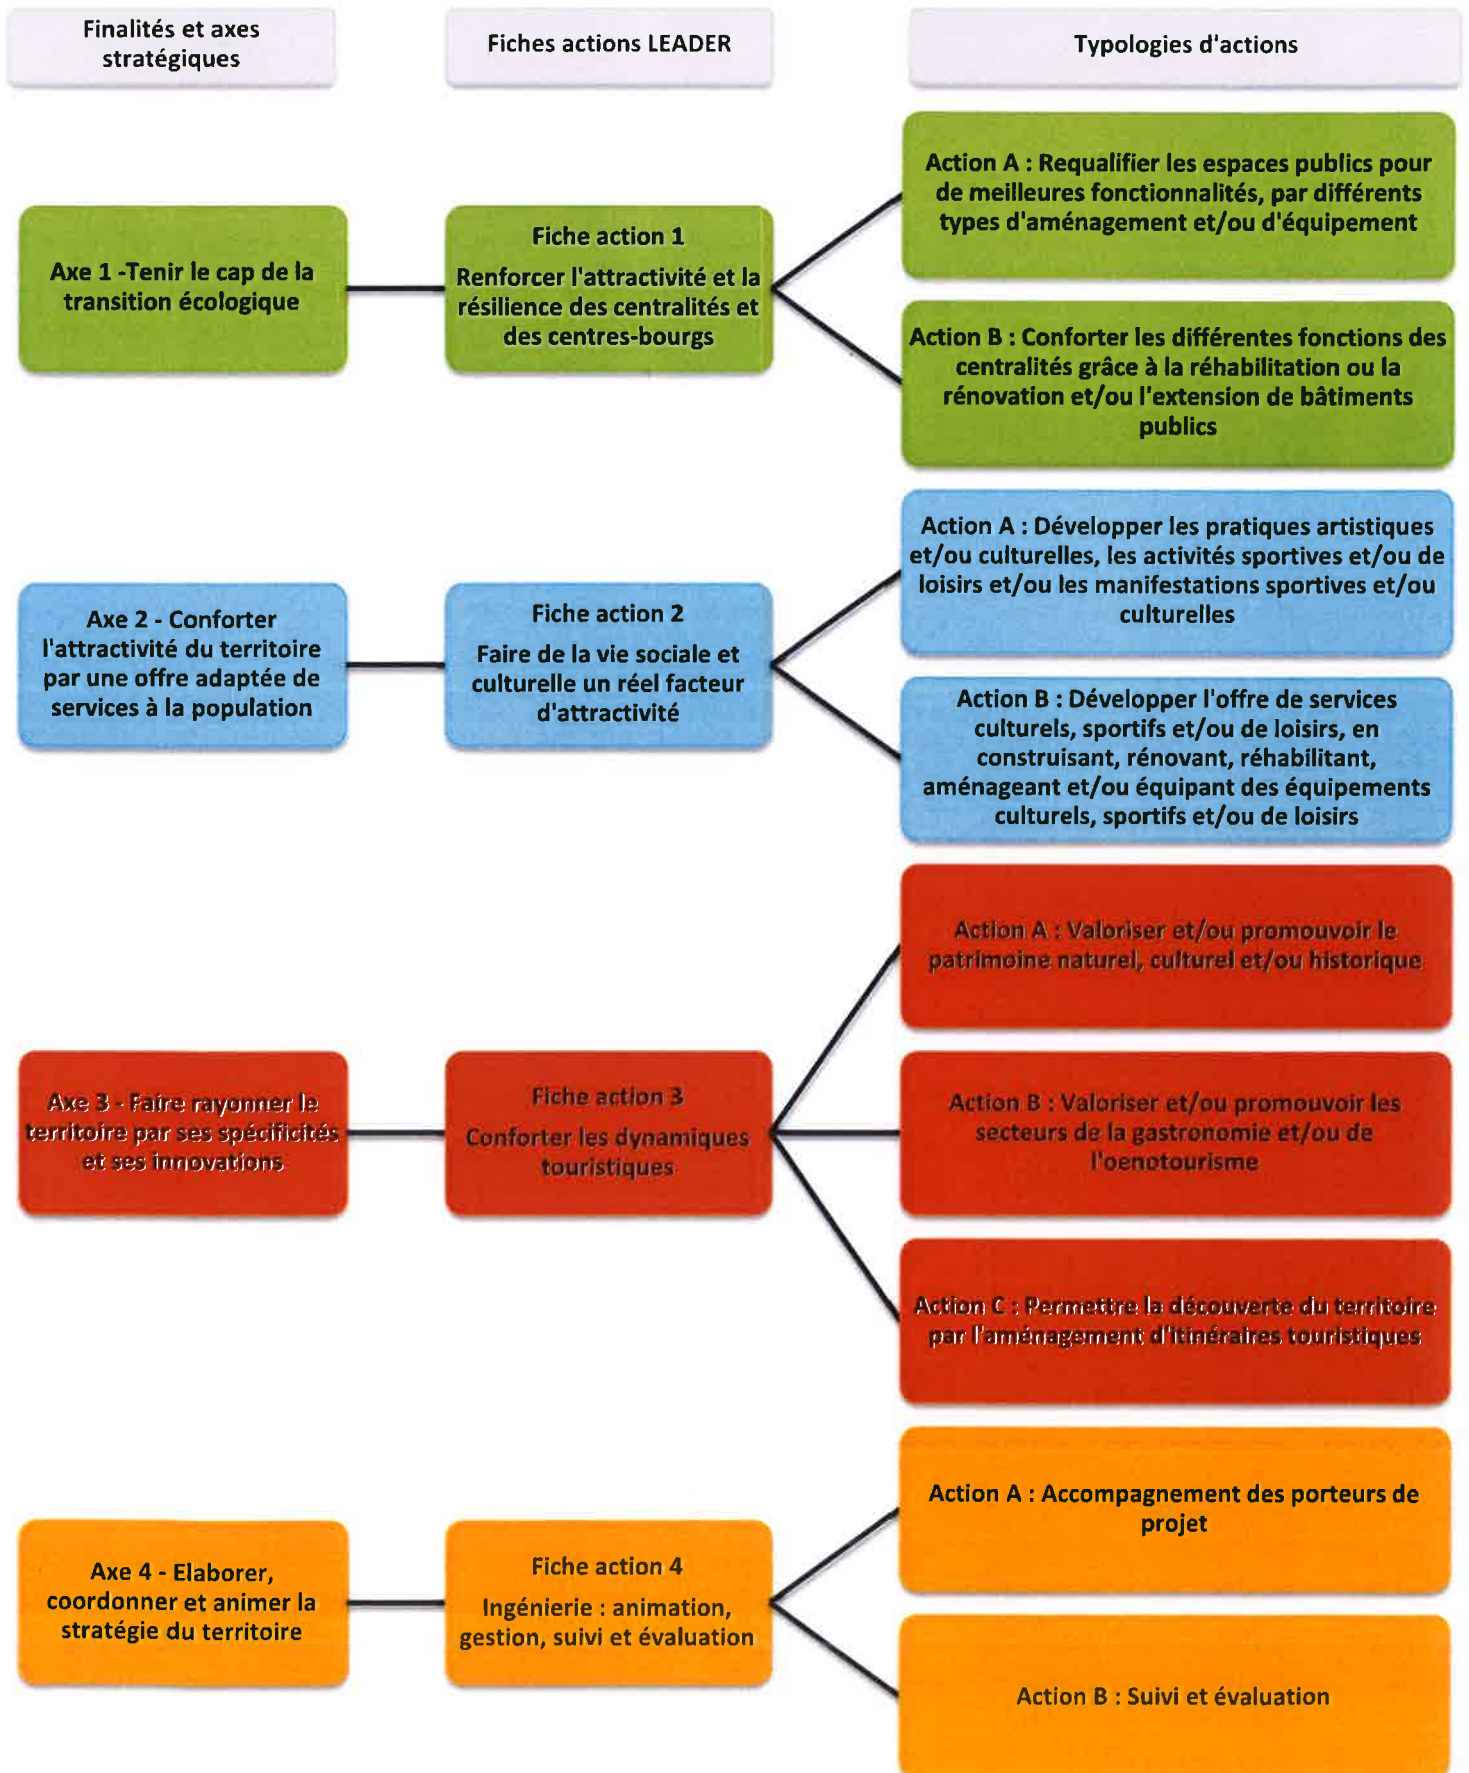 Finalités et axes
stratégiques
Fiches actions LEADER
Typologies d'actions
Axe 1 -Tenir le cap de la
transition écologique
Fiche action 1
Renforcer l'attractivité et la
résilience des centralités et
des centres-bourgs
Action A : Requalifier les espaces publics pour
de meilleures fonctionnalités, par différents
types d'aménagement et/ou d'équipement
Action B : Conforter les différentes fonctions des
centralités grâce à la réhabilitation ou la
rénovation et/ou l'extension de bâtiments
publics
Axe 2 - Conforter
l'attractivité du territoire
par une offre adaptée de
services à la population
Fiche action 2
Faire de la vie sociale et
culturelle un réel facteur
d'attractivité
Action A : Développer les pratiques artistiques
et/ou culturelles, les activités sportives et/ou de
loisirs et/ou les manifestations sportives et/ou
culturelles
Action B : Développer l'offre de services
culturels, sportifs et/ou de loisirs, en
construisant, rénovant, réhabilitant,
aménageant et/ou équipant des équipements
culturels, sportifs et/ou de loisirs
Axe 3 - Faire rayonner le
territoire par ses spécificités
et ses innovations
Fiche action 3
Conforter les dynamiques
touristiques
Action A : Valoriser et/ou promouvoir le
patrimoine naturel, culturel et/ou historique
Action B : Valoriser et/ou promouvoir les
secteurs de la gastronomie et/ou de
l'oenotourisme
Action C : Permettre la découverte du territoire
par l'aménagement d'itinéraires touristiques
Axe 4 - Elaborer,
coordonner et animer la
stratégie du territoire
Fiche action 4
Ingénierie : animation,
gestion, suivi et évaluation
Action A : Accompagnement des porteurs de
projet
Action B : Suivi et évaluation